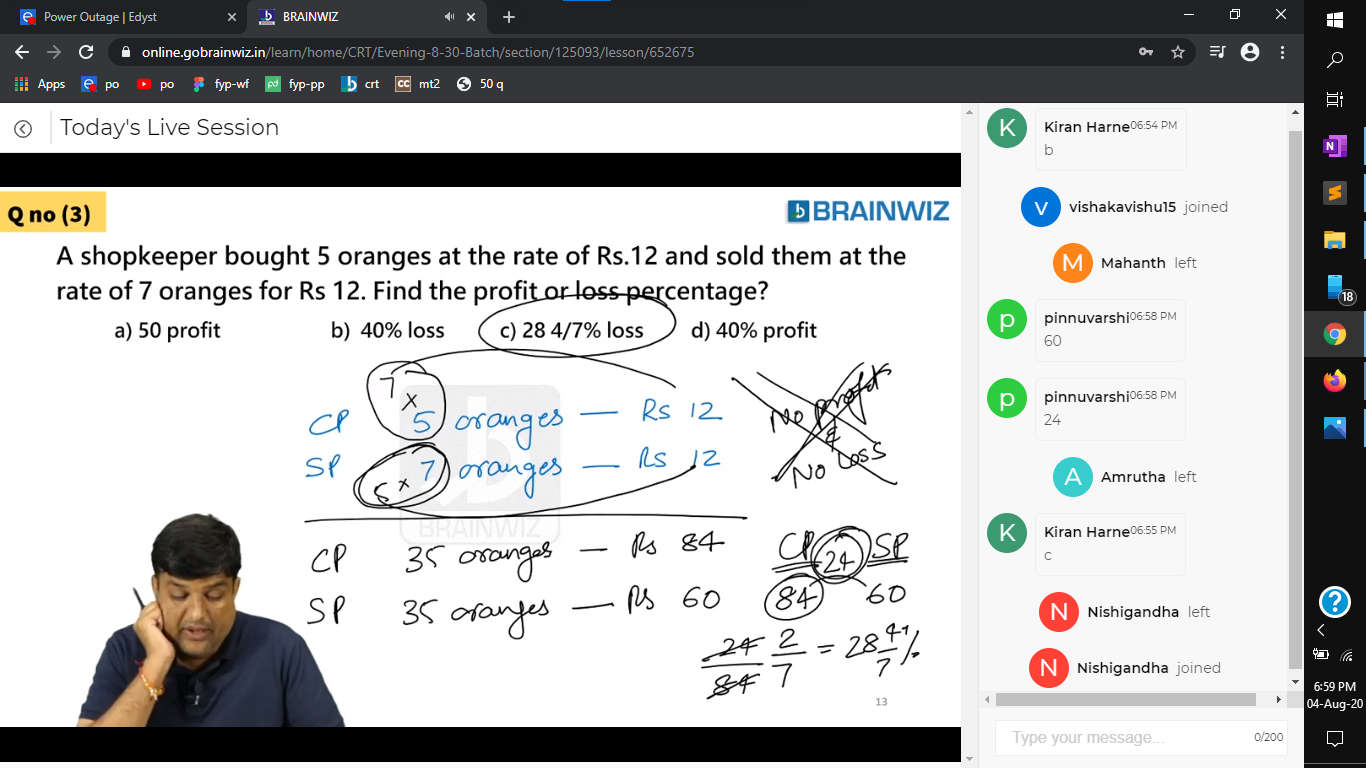 Power Outage | Edyst
BRAINWIZ
online.gobrainwiz.in/learn/home/CRT/Evening-8-30-Batch/section/125093/lesson/652675
Apps po po fyp-wf fyp-pp crt CC mt2 50 q
Today's Live Session
Q no (3)
BRAINWIZ
A shopkeeper bought 5 oranges at the rate of Rs.12 and sold them at the
rate of 7 oranges for Rs 12. Find the profit or loss percentage?
a) 50 profit b) 40% loss c) 28 4/7% loss d) 40% profit
7 ×
CP 5 oranges — Rs 12
SP 7 oranges — Rs 12
5 ×
No profit
&
No Loss
BRAINWIZ
CP 35 oranges — Rs 84
SP 35 oranges — Rs 60
CP 24 SP
84 60
24/84 2/7 = 28 4/7 %
13
K
Kiran Harne 06:54 PM
b
v vishakavishu15 joined
M Mahanth left
p
pinnuvarshi 06:58 PM
60
p
pinnuvarshi 06:58 PM
24
A Amrutha left
K
Kiran Harne 06:55 PM
c
N Nishigandha left
N Nishigandha joined
Type your message... 0/200
N
18
?
6:59 PM
04-Aug-20